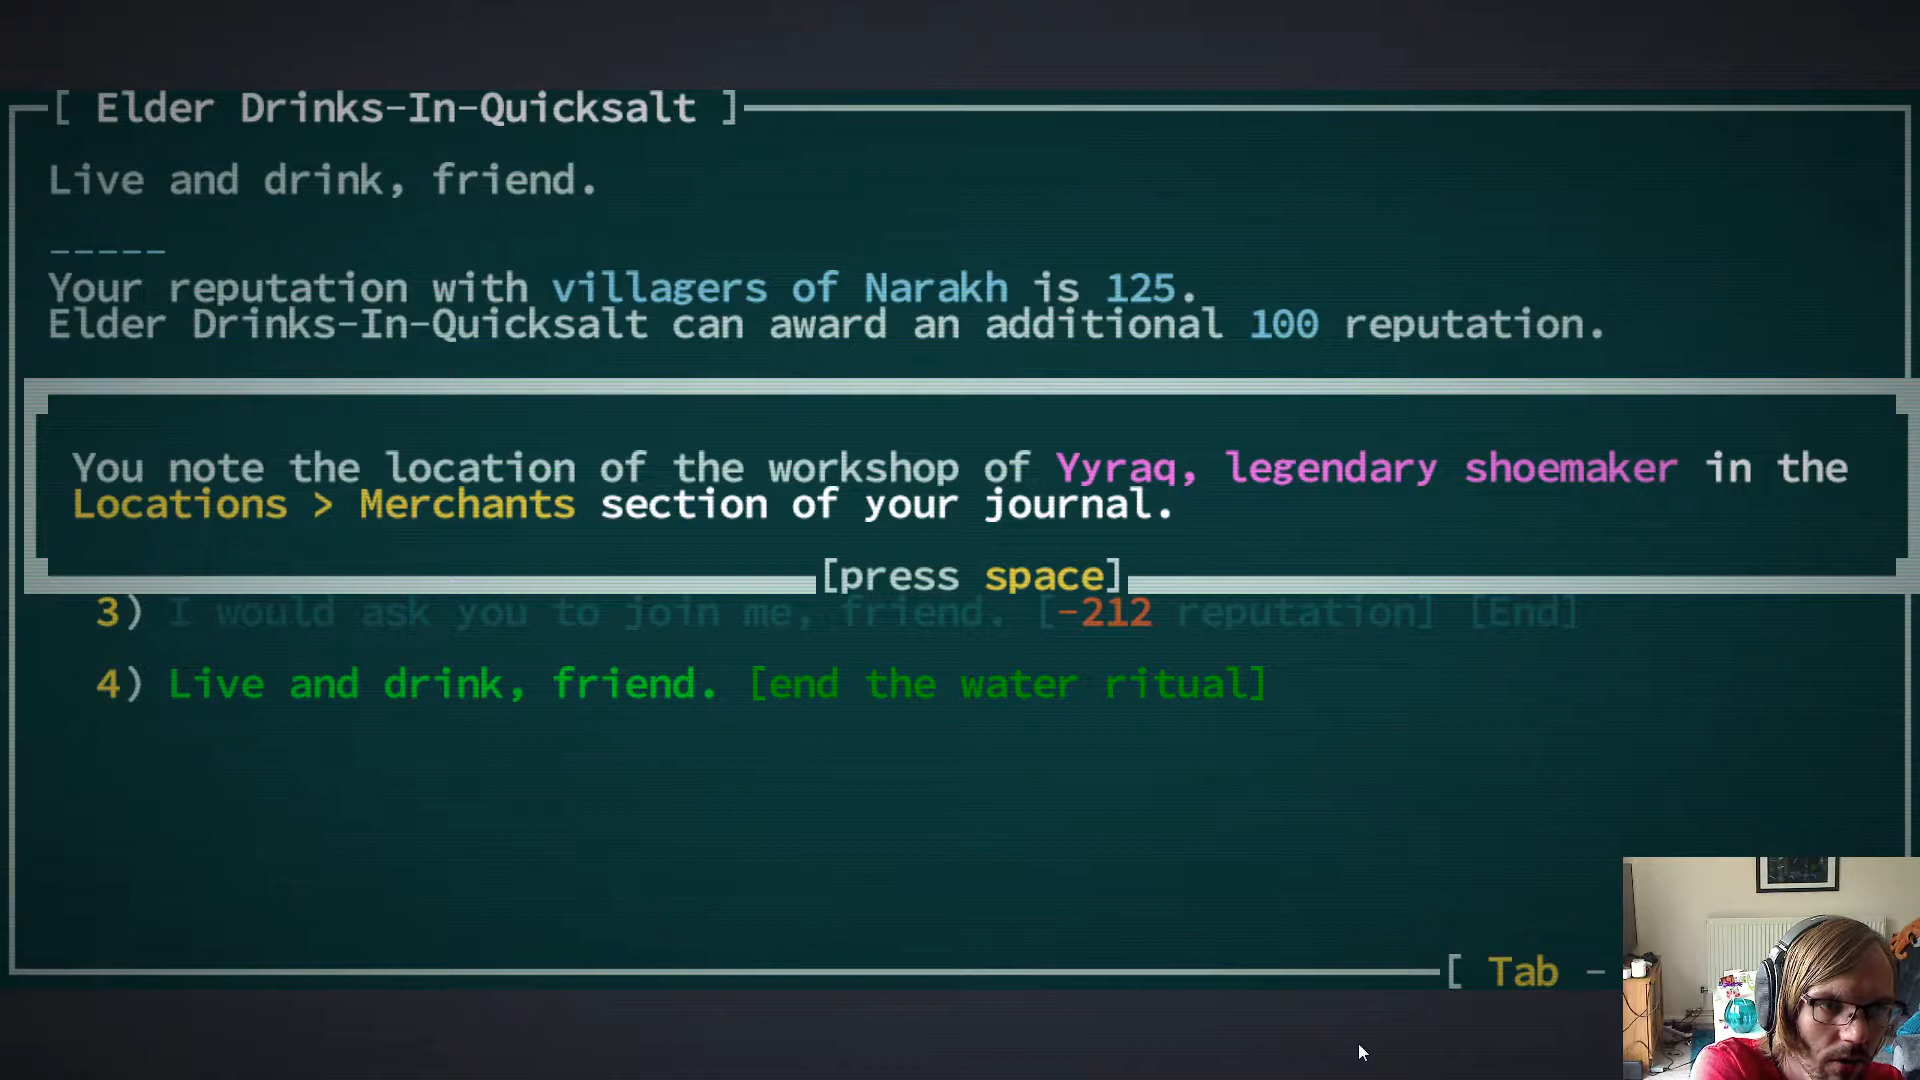 [ Elder Drinks-In-Quicksalt ]
Live and drink, friend.
-----
Your reputation with villagers of Narakh is 125.
Elder Drinks-In-Quicksalt can award an additional 100 reputation.
You note the location of the workshop of Yyraq, legendary shoemaker in the
Locations > Merchants section of your journal.
[press space]
3) I would ask you to join me, friend. [-212 reputation] [End]
4) Live and drink, friend. [end the water ritual]
[ Tab -